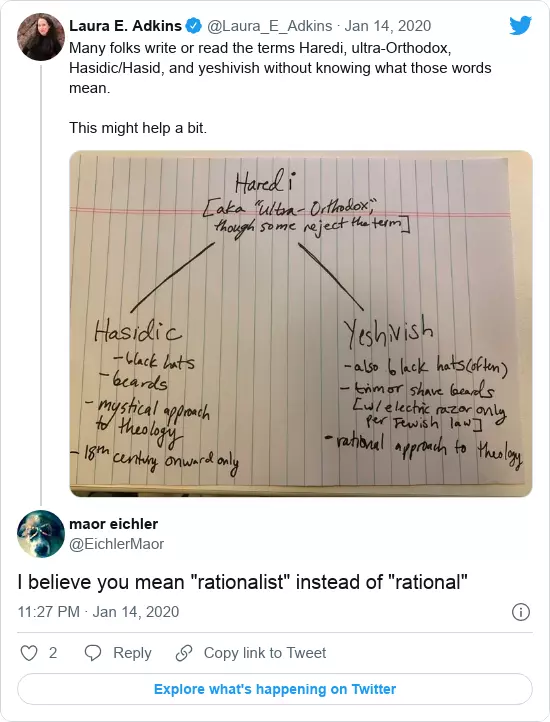 Laura E. Adkins @Laura_E_Adkins · Jan 14, 2020
Many folks write or read the terms Haredi, ultra-Orthodox,
Hasidic/Hasid, and yeshivish without knowing what those words
mean.
This might help a bit.
Haredi
[aka "ultra-Orthodox,"
though some reject the term]
Hasidic
- black hats
- beards
- mystical approach
to theology
- 18th century onward only
Yeshivish
- also black hats (often)
- trim or shave beards
[w/ electric razor only
per Jewish law]
- rational approach to theology
maor eichler
@EichlerMaor
I believe you mean "rationalist" instead of "rational"
11:27 PM · Jan 14, 2020
2 Reply Copy link to Tweet
Explore what's happening on Twitter